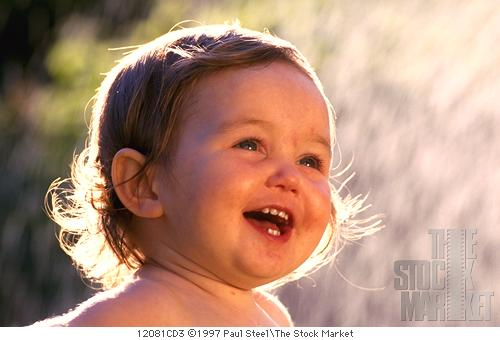 THE
STOCK
MARKET
12081CD3 ©1997 Paul Steel\The Stock Market